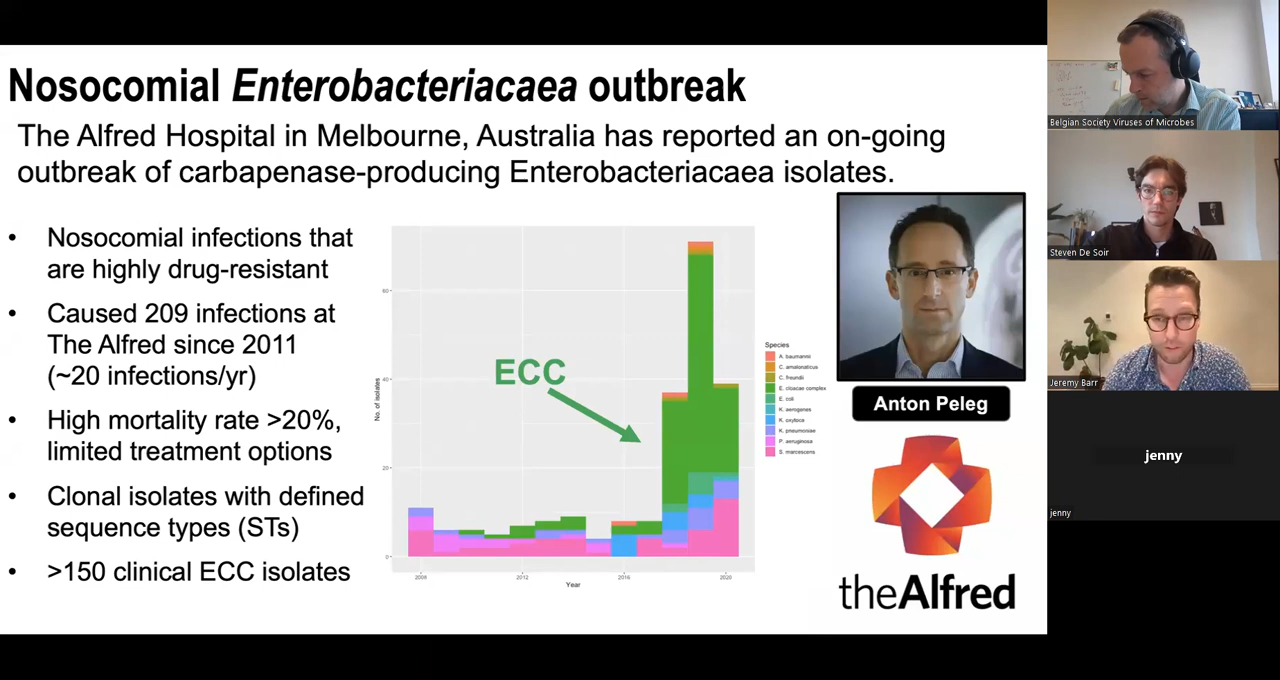 Nosocomial Enterobacteriacaea outbreak
The Alfred Hospital in Melbourne, Australia has reported an on-going
outbreak of carbapenase-producing Enterobacteriacaea isolates.
• Nosocomial infections that
are highly drug-resistant
• Caused 209 infections at
The Alfred since 2011
(~20 infections/yr)
• High mortality rate >20%,
limited treatment options
• Clonal isolates with defined
sequence types (STs)
• >150 clinical ECC isolates
ECC
No. of isolates
60
40
20
0
2008
2012
2016
2020
Year
Species
A. baumannii
C. amalonaticus
C. freundii
E. cloacae complex
E. coli
K. aerogenes
K. oxytoca
K. pneumoniae
P. aeruginosa
S. marcescens
Anton Peleg
theAlfred
Belgian Society Viruses of Microbes
Steven De Soir
Jeremy Barr
jenny
jenny